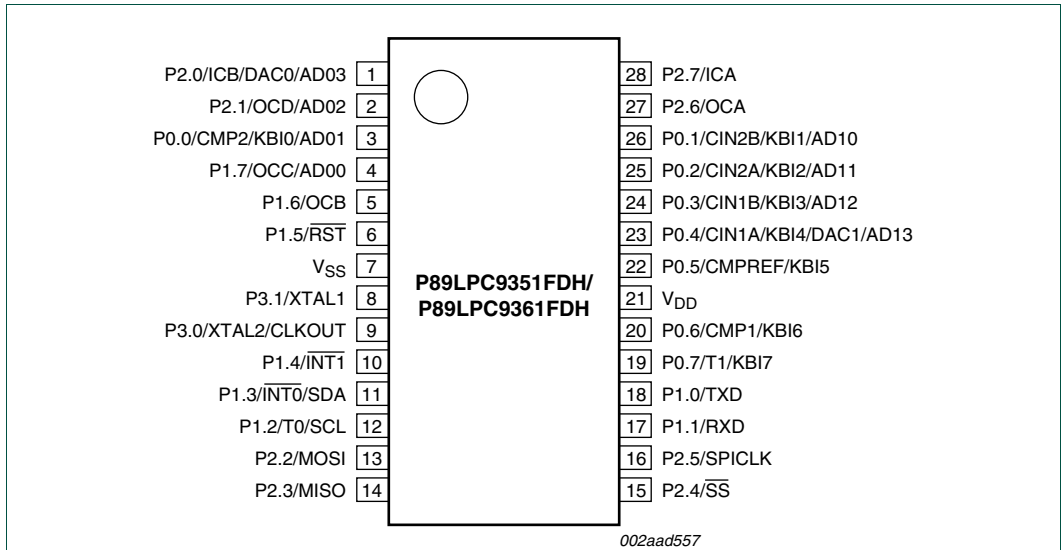 P2.0/ICB/DAC0/AD03 1
P2.1/OCD/AD02 2
P0.0/CMP2/KBI0/AD01 3
P1.7/OCC/AD00 4
P1.6/OCB 5
P1.5/R̅S̅T̅ 6
VSS 7
P3.1/XTAL1 8
P3.0/XTAL2/CLKOUT 9
P1.4/I̅N̅T̅1̅ 10
P1.3/I̅N̅T̅0̅/SDA 11
P1.2/T0/SCL 12
P2.2/MOSI 13
P2.3/MISO 14
P89LPC9351FDH/
P89LPC9361FDH
28 P2.7/ICA
27 P2.6/OCA
26 P0.1/CIN2B/KBI1/AD10
25 P0.2/CIN2A/KBI2/AD11
24 P0.3/CIN1B/KBI3/AD12
23 P0.4/CIN1A/KBI4/DAC1/AD13
22 P0.5/CMPREF/KBI5
21 VDD
20 P0.6/CMP1/KBI6
19 P0.7/T1/KBI7
18 P1.0/TXD
17 P1.1/RXD
16 P2.5/SPICLK
15 P2.4/S̅S̅
002aad557